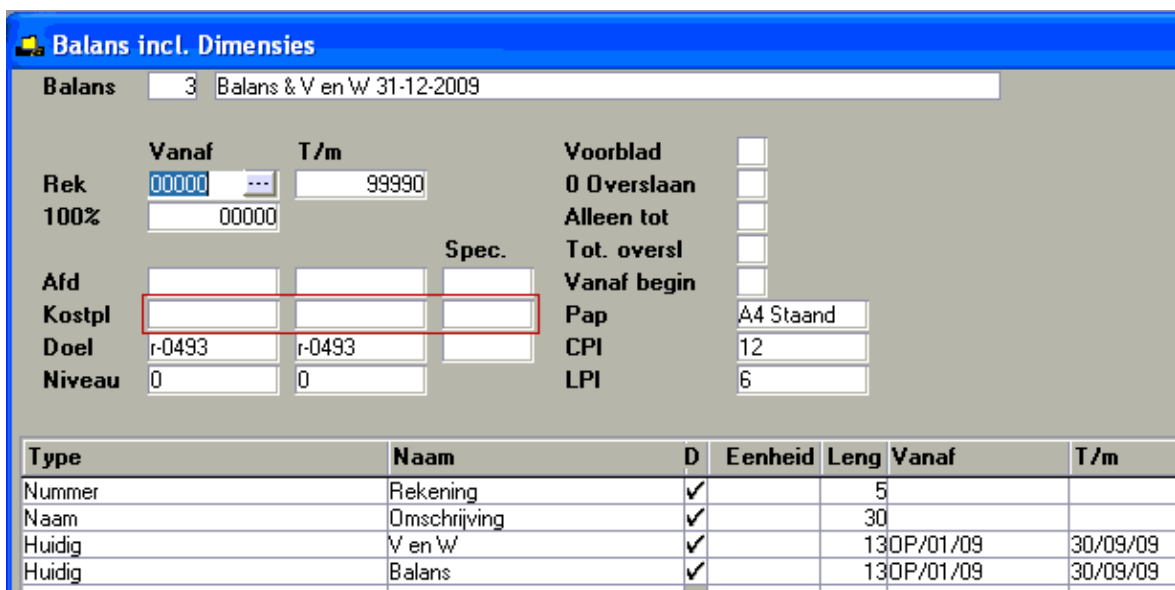 Balans incl. Dimensies
Balans 3 Balans & V en W 31-12-2009
Vanaf T/m Voorblad
Rek 00000 ... 99990 0 Overslaan
100% 00000 Alleen tot
Spec. Tot. oversl
Afd Vanaf begin
Kostpl Pap A4 Staand
Doel r-0493 r-0493 CPI 12
Niveau 0 0 LPI 6
Type Naam D Eenheid Leng Vanaf T/m
Nummer Rekening 5
Naam Omschrijving 30
Huidig V en W 13 OP/01/09 30/09/09
Huidig Balans 13 OP/01/09 30/09/09